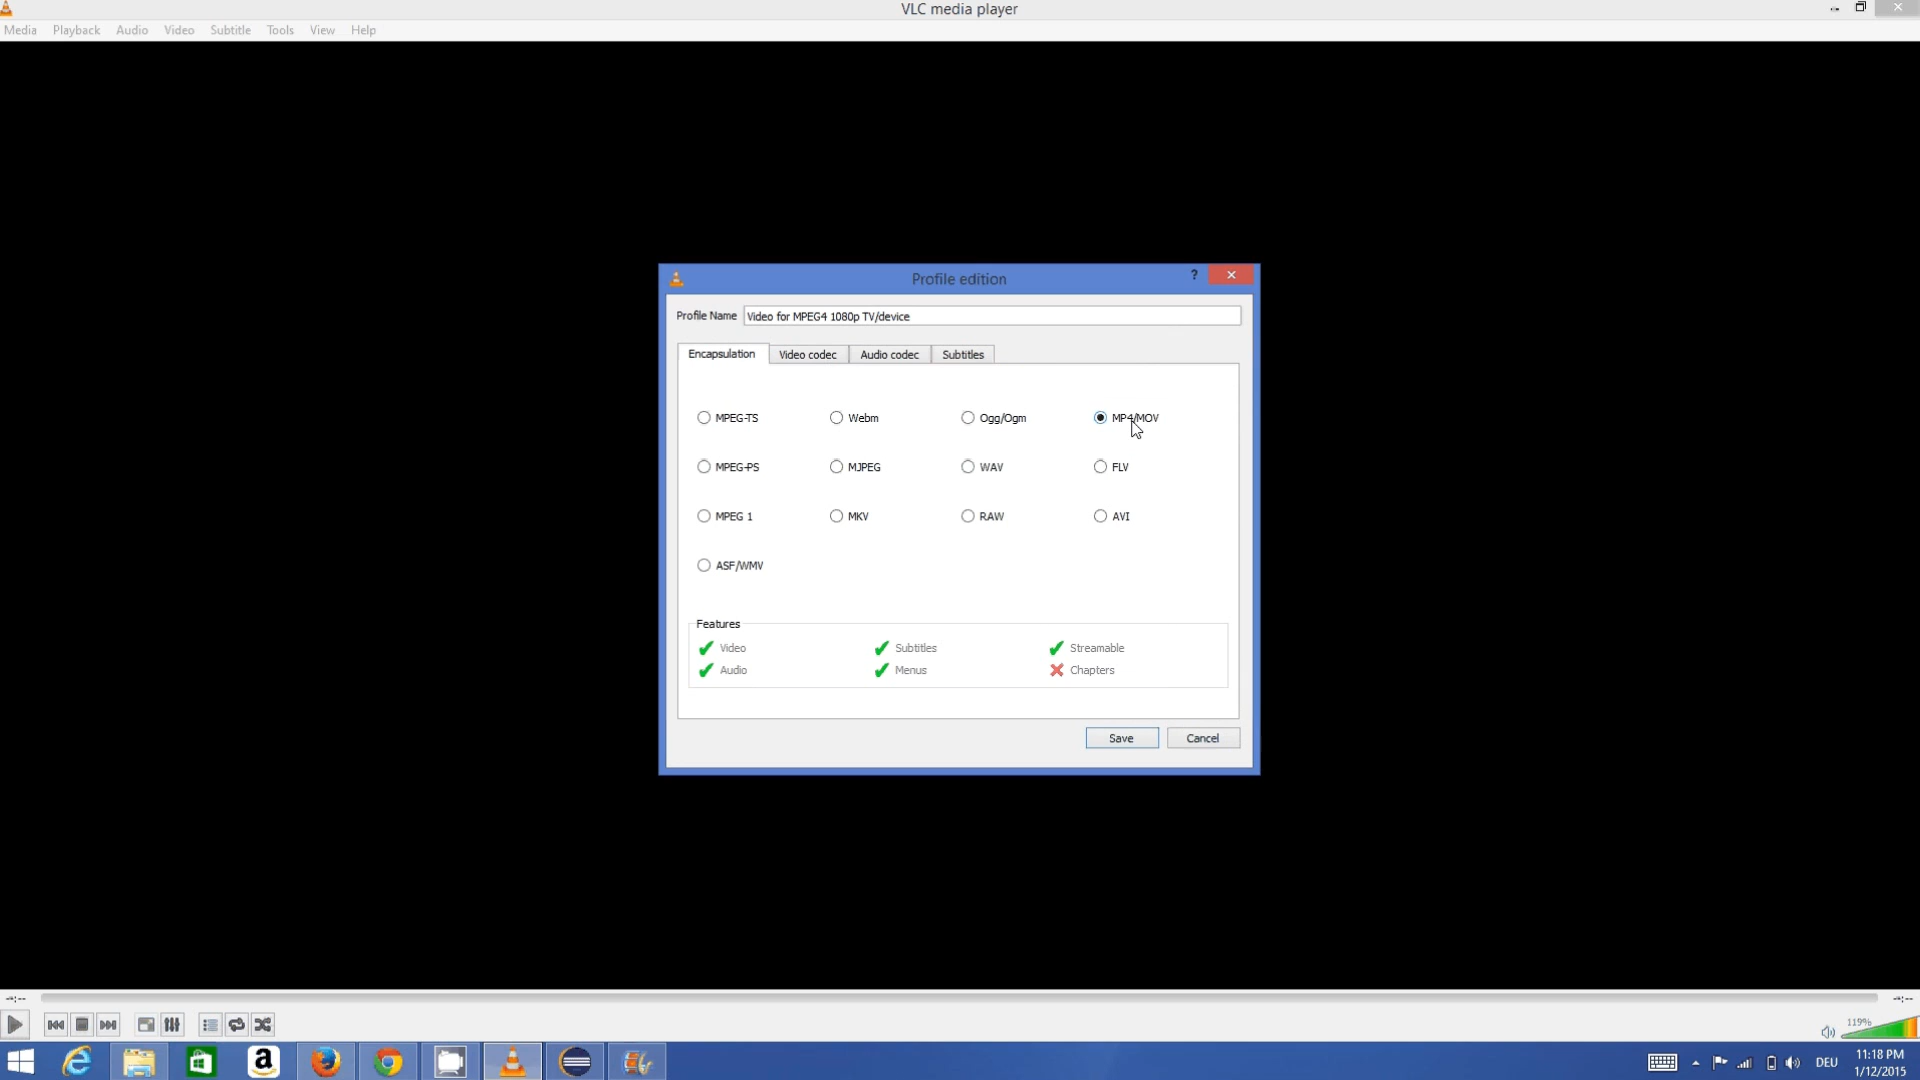 VLC media player
Media Playback Audio Video Subtitle Tools View Help
Profile edition
?
Profile Name Video for MPEG4 1080p TV/device
Encapsulation Video codec Audio codec Subtitles
MPEG-TS Webm Ogg/Ogm MP4/MOV
MPEG-PS MJPEG WAV FLV
MPEG 1 MKV RAW AVI
ASF/WMV
Features
Video Subtitles Streamable
Audio Menus Chapters
Save Cancel
--:-- --:--
119%
DEU
11:18 PM
1/12/2015